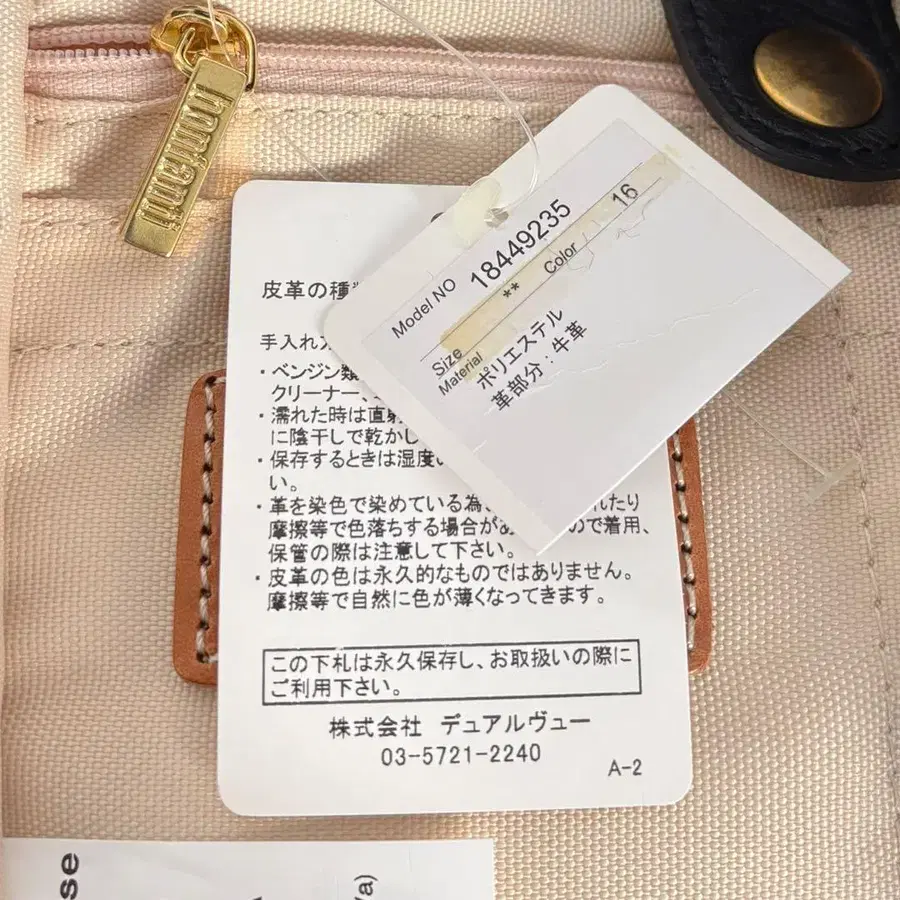 Model NO 18449235
Size ** Color 16
Material
ポリエステル
革部分：牛革
皮革の種
手入れ
・ベンジン類
クリーナー、
・濡れた時は直射
に陰干しで乾かし
・保存するときは湿度
い。
・革を染色で染めている為、 れたり
摩擦等で色落ちする場合があ ので着用、
保管の際は注意して下さい。
・皮革の色は永久的なものではありません。
摩擦等で自然に色が薄くなってきます。
この下札は永久保存し、お取扱いの際に
ご利用下さい。
株式会社 デュアルヴュー
03-5721-2240
A-2
se
/a)